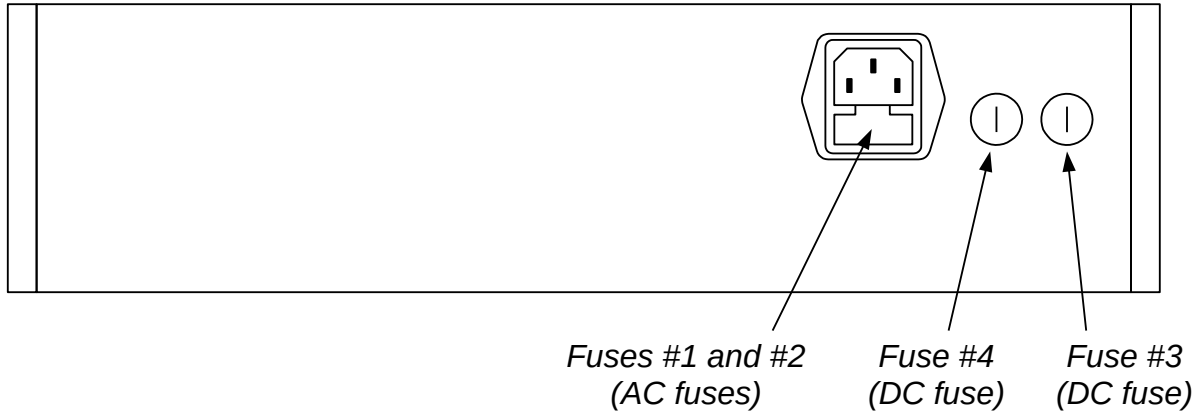 Fuses #1 and #2
(AC fuses)
Fuse #4
(DC fuse)
Fuse #3
(DC fuse)